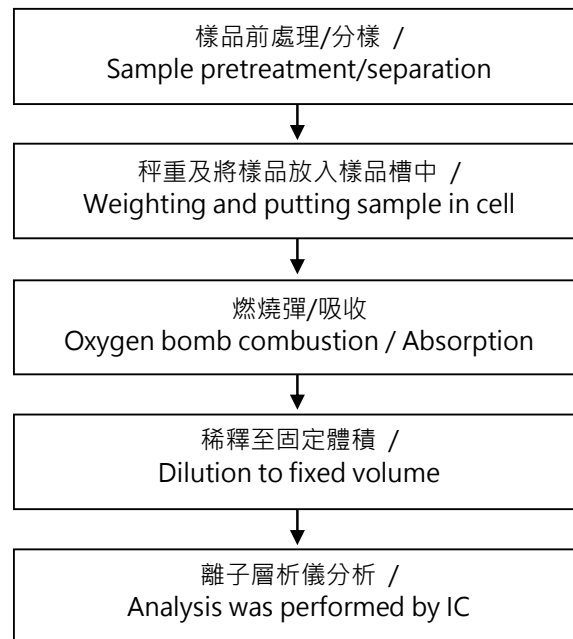 樣品前處理/分樣 /
Sample pretreatment/separation
秤重及將樣品放入樣品槽中 /
Weighting and putting sample in cell
燃燒彈/吸收
Oxygen bomb combustion / Absorption
稀釋至固定體積 /
Dilution to fixed volume
離子層析儀分析 /
Analysis was performed by IC